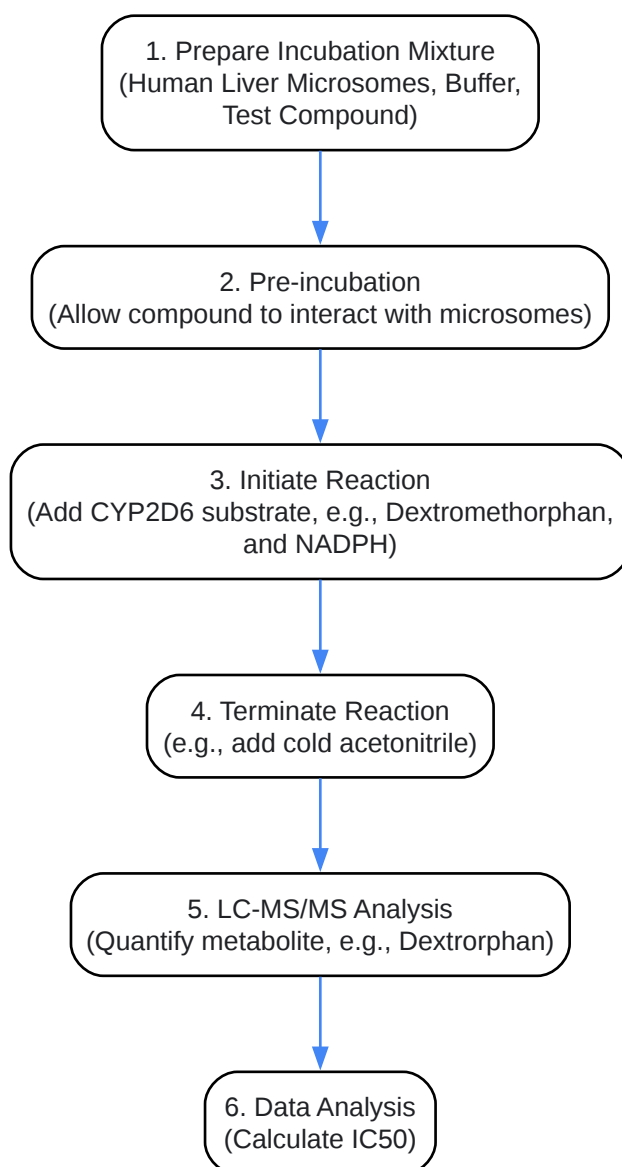 1. Prepare Incubation Mixture
(Human Liver Microsomes, Buffer,
Test Compound)
2. Pre-incubation
(Allow compound to interact with microsomes)
3. Initiate Reaction
(Add CYP2D6 substrate, e.g., Dextromethorphan,
and NADPH)
4. Terminate Reaction
(e.g., add cold acetonitrile)
5. LC-MS/MS Analysis
(Quantify metabolite, e.g., Dextrorphan)
6. Data Analysis
(Calculate IC50)